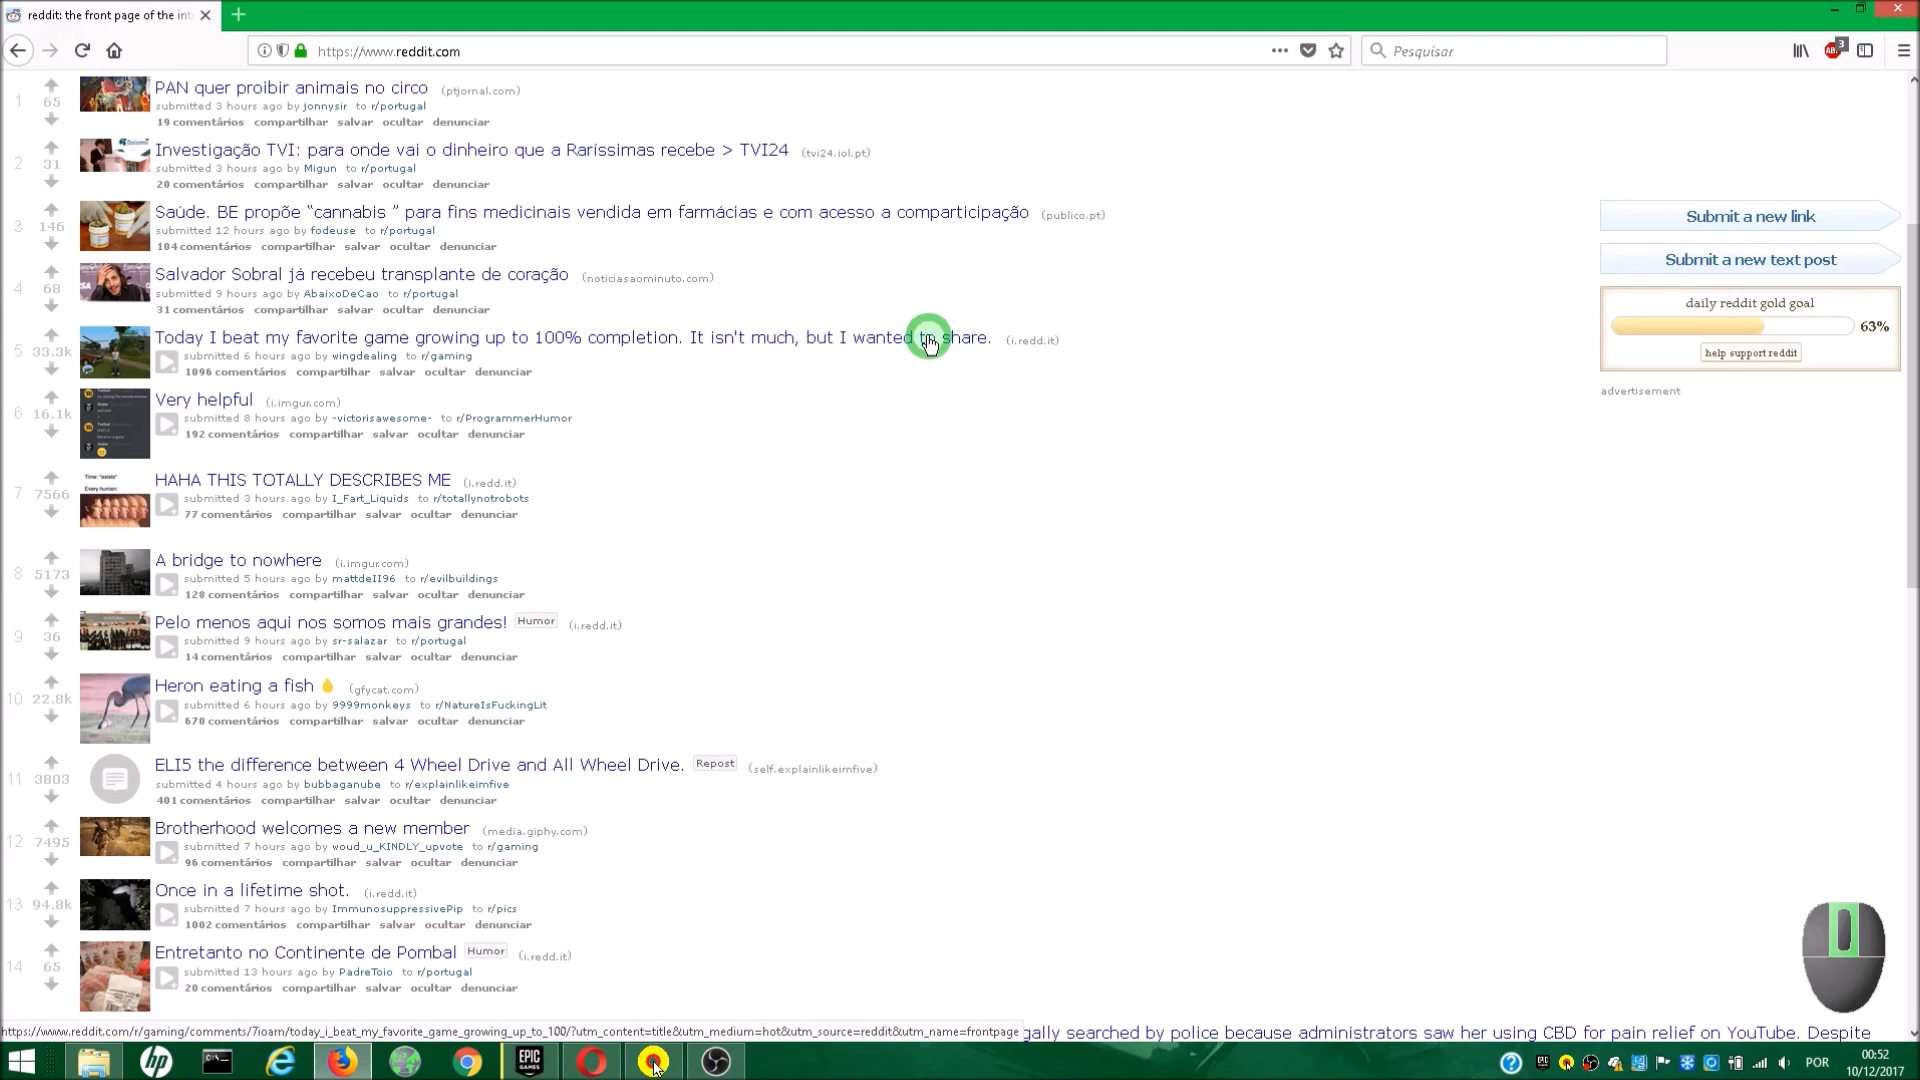 reddit: the front page of the int
https://www.reddit.com
Pesquisar
3
1
65
PAN quer proibir animais no circo (ptjornal.com)
submitted 3 hours ago by jonnysir to r/portugal
19 comentários compartilhar salvar ocultar denunciar
2
31
Investigação TVI: para onde vai o dinheiro que a Raríssimas recebe > TVI24 (tvi24.iol.pt)
submitted 3 hours ago by Migun to r/portugal
20 comentários compartilhar salvar ocultar denunciar
3
146
Saúde. BE propõe “cannabis ” para fins medicinais vendida em farmácias e com acesso a comparticipação (publico.pt)
submitted 12 hours ago by fodeuse to r/portugal
104 comentários compartilhar salvar ocultar denunciar
4
68
Salvador Sobral já recebeu transplante de coração (noticiasaominuto.com)
submitted 9 hours ago by AbaixoDeCao to r/portugal
31 comentários compartilhar salvar ocultar denunciar
5
33.3k
Today I beat my favorite game growing up to 100% completion. It isn't much, but I wanted to share. (i.redd.it)
submitted 6 hours ago by wingdealing to r/gaming
1096 comentários compartilhar salvar ocultar denunciar
6
16.1k
Very helpful (i.imgur.com)
submitted 8 hours ago by -victorisawesome- to r/ProgrammerHumor
192 comentários compartilhar salvar ocultar denunciar
7
7566
Time: *exists*
Every human:
HAHA THIS TOTALLY DESCRIBES ME (i.redd.it)
submitted 3 hours ago by I_Fart_Liquids to r/totallynotrobots
77 comentários compartilhar salvar ocultar denunciar
8
5173
A bridge to nowhere (i.imgur.com)
submitted 5 hours ago by mattdeII96 to r/evilbuildings
128 comentários compartilhar salvar ocultar denunciar
9
36
Pelo menos aqui nos somos mais grandes! Humor (i.redd.it)
submitted 9 hours ago by sr-salazar to r/portugal
14 comentários compartilhar salvar ocultar denunciar
10
22.8k
Heron eating a fish (gfycat.com)
submitted 6 hours ago by 9999monkeys to r/NatureIsFuckingLit
670 comentários compartilhar salvar ocultar denunciar
11
3803
ELI5 the difference between 4 Wheel Drive and All Wheel Drive. Repost (self.explainlikeimfive)
submitted 4 hours ago by bubbaganube to r/explainlikeimfive
401 comentários compartilhar salvar ocultar denunciar
12
7495
Brotherhood welcomes a new member (media.giphy.com)
submitted 7 hours ago by woud_u_KINDLY_upvote to r/gaming
96 comentários compartilhar salvar ocultar denunciar
13
94.8k
Once in a lifetime shot. (i.redd.it)
submitted 7 hours ago by ImmunosuppressivePip to r/pics
1002 comentários compartilhar salvar ocultar denunciar
14
65
Entretanto no Continente de Pombal Humor (i.redd.it)
submitted 13 hours ago by PadreToio to r/portugal
20 comentários compartilhar salvar ocultar denunciar
Submit a new link
Submit a new text post
daily reddit gold goal
63%
help support reddit
advertisement
https://www.reddit.com/r/gaming/comments/7ioarn/today_i_beat_my_favorite_game_growing_up_to_100/?utm_content=title&utm_medium=hot&utm_source=reddit&utm_name=frontpage
gally searched by police because administrators saw her using CBD for pain relief on YouTube. Despite
hp
EPIC GAMES
POR
00:52
10/12/2017